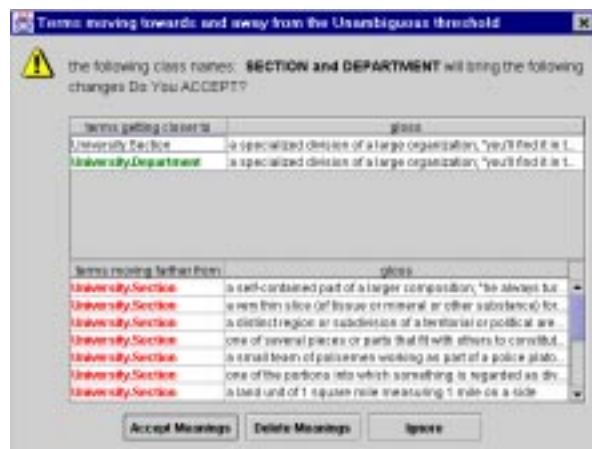 Terms moving towards and away from the Unambiguous threshold
the following class names: SECTION and DEPARTMENT will bring the following
changes Do You ACCEPT?
terms getting closer to gloss
University.Section a specialized division of a large organization; "you'll find it in t...
University.Department a specialized division of a large organization; "you'll find it in t...
terms moving farther from gloss
University.Section a self-contained part of a larger composition; "he always tur...
University.Section a very thin slice (of tissue or mineral or other substance) for...
University.Section a distinct region or subdivision of a territorial or political are...
University.Section one of several pieces or parts that fit with others to constitut...
University.Section a small team of policemen working as part of a police plato...
University.Section one of the portions into which something is regarded as div...
University.Section a land unit of 1 square mile measuring 1 mile on a side
Accept Meanings Delete Meanings Ignore